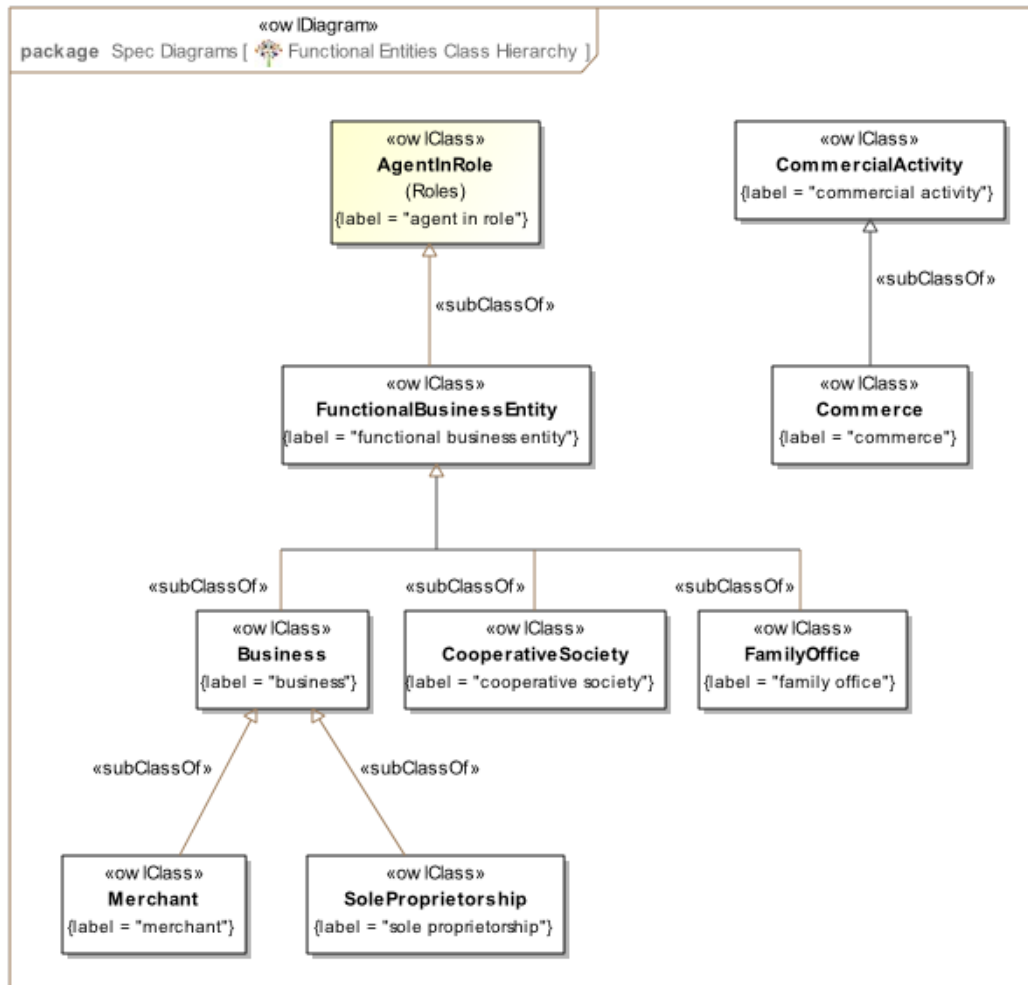 «owlDiagram»
package Spec Diagrams [ Functional Entities Class Hierarchy ]
«owlClass»
AgentInRole
(Roles)
{label = "agent in role"}
«owlClass»
CommercialActivity
{label = "commercial activity"}
«subClassOf»
«subClassOf»
«owlClass»
FunctionalBusinessEntity
{label = "functional business entity"}
«owlClass»
Commerce
{label = "commerce"}
«subClassOf»
«subClassOf»
«subClassOf»
«owlClass»
Business
{label = "business"}
«owlClass»
CooperativeSociety
{label = "cooperative society"}
«owlClass»
FamilyOffice
{label = "family office"}
«subClassOf»
«subClassOf»
«owlClass»
Merchant
{label = "merchant"}
«owlClass»
SoleProprietorship
{label = "sole proprietorship"}